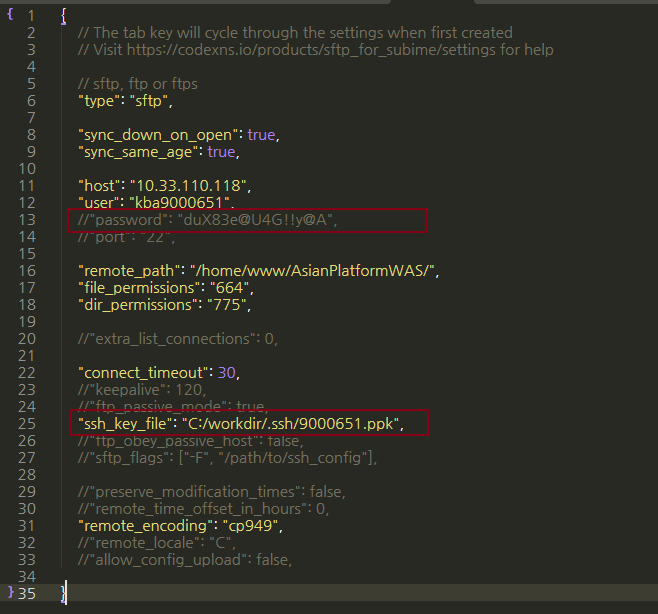 { 1 {
2 // The tab key will cycle through the settings when first created
3 // Visit https://codexns.io/products/sftp_for_subime/settings for help
4
5 // sftp, ftp or ftps
6 "type": "sftp",
7
8 "sync_down_on_open": true,
9 "sync_same_age": true,
10
11 "host": "10.33.110.118",
12 "user": "kba9000651",
13 //"password": "duX83e@U4G!!y@A",
14 //"port": "22",
15
16 "remote_path": "/home/www/AsianPlatformWAS/",
17 "file_permissions": "664",
18 "dir_permissions": "775",
19
20 //"extra_list_connections": 0,
21
22 "connect_timeout": 30,
23 //"keepalive": 120,
24 //"ftp_passive_mode": true,
25 "ssh_key_file": "C:/workdir/.ssh/9000651.ppk",
26 //"ftp_obey_passive_host": false,
27 //"sftp_flags": ["-F", "/path/to/ssh_config"],
28
29 //"preserve_modification_times": false,
30 //"remote_time_offset_in_hours": 0,
31 "remote_encoding": "cp949",
32 //"remote_locale": "C",
33 //"allow_config_upload": false,
34
} 35 }